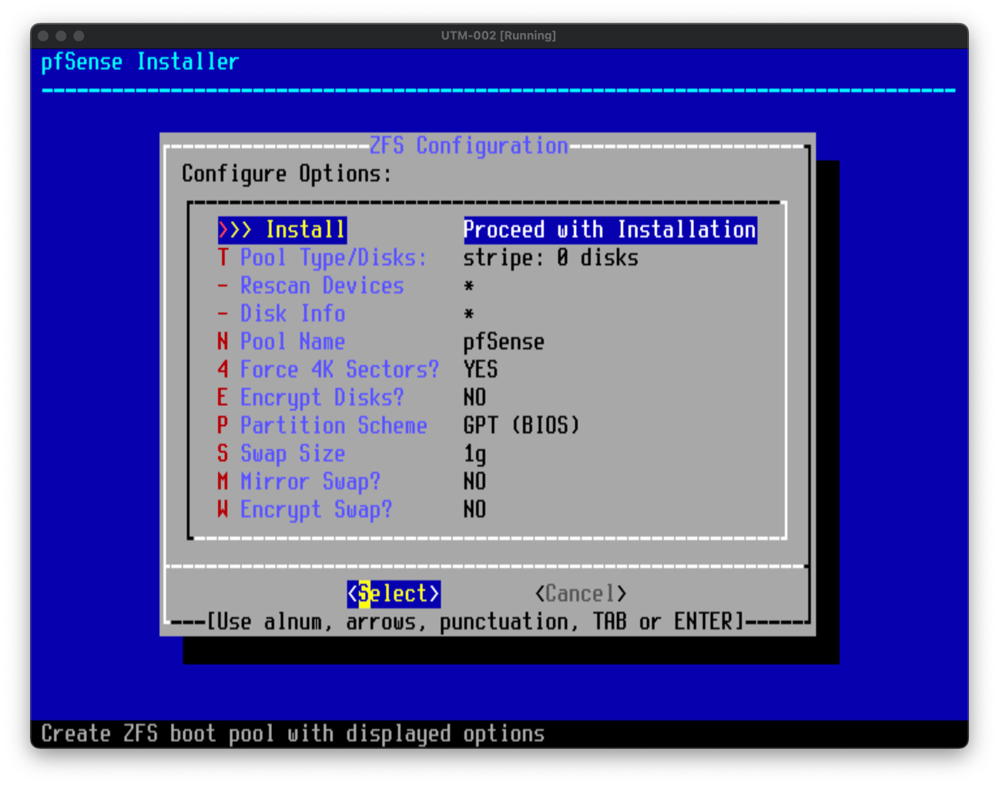 UTM-002 [Running]
pfSense Installer
ZFS Configuration
Configure Options:
>>> Install Proceed with Installation
T Pool Type/Disks: stripe: 0 disks
- Rescan Devices *
- Disk Info *
N Pool Name pfSense
4 Force 4K Sectors? YES
E Encrypt Disks? NO
P Partition Scheme GPT (BIOS)
S Swap Size 1g
M Mirror Swap? NO
W Encrypt Swap? NO
<Select> <Cancel>
[Use alnum, arrows, punctuation, TAB or ENTER]
Create ZFS boot pool with displayed options